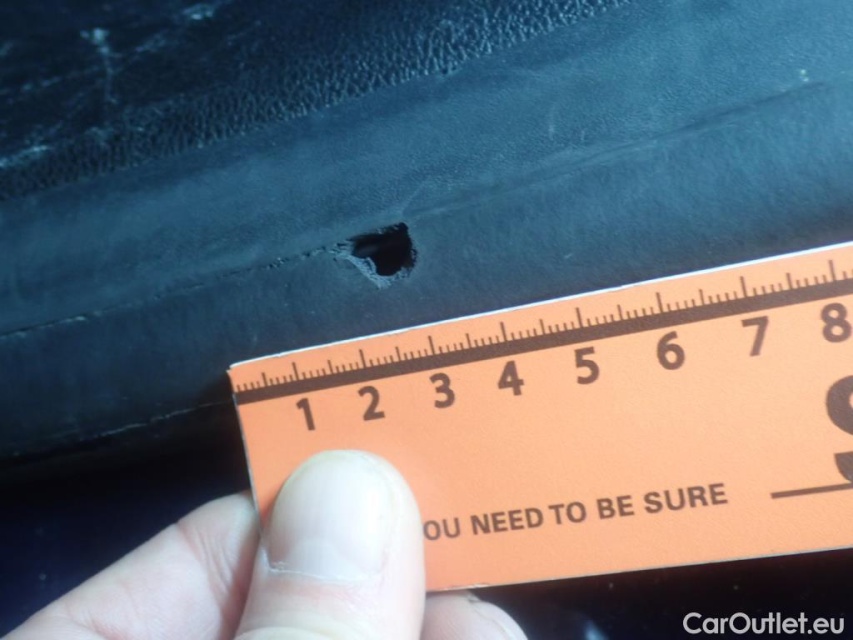 1 2 3 4 5 6 7 8
OU NEED TO BE SURE
CarOutlet.eu